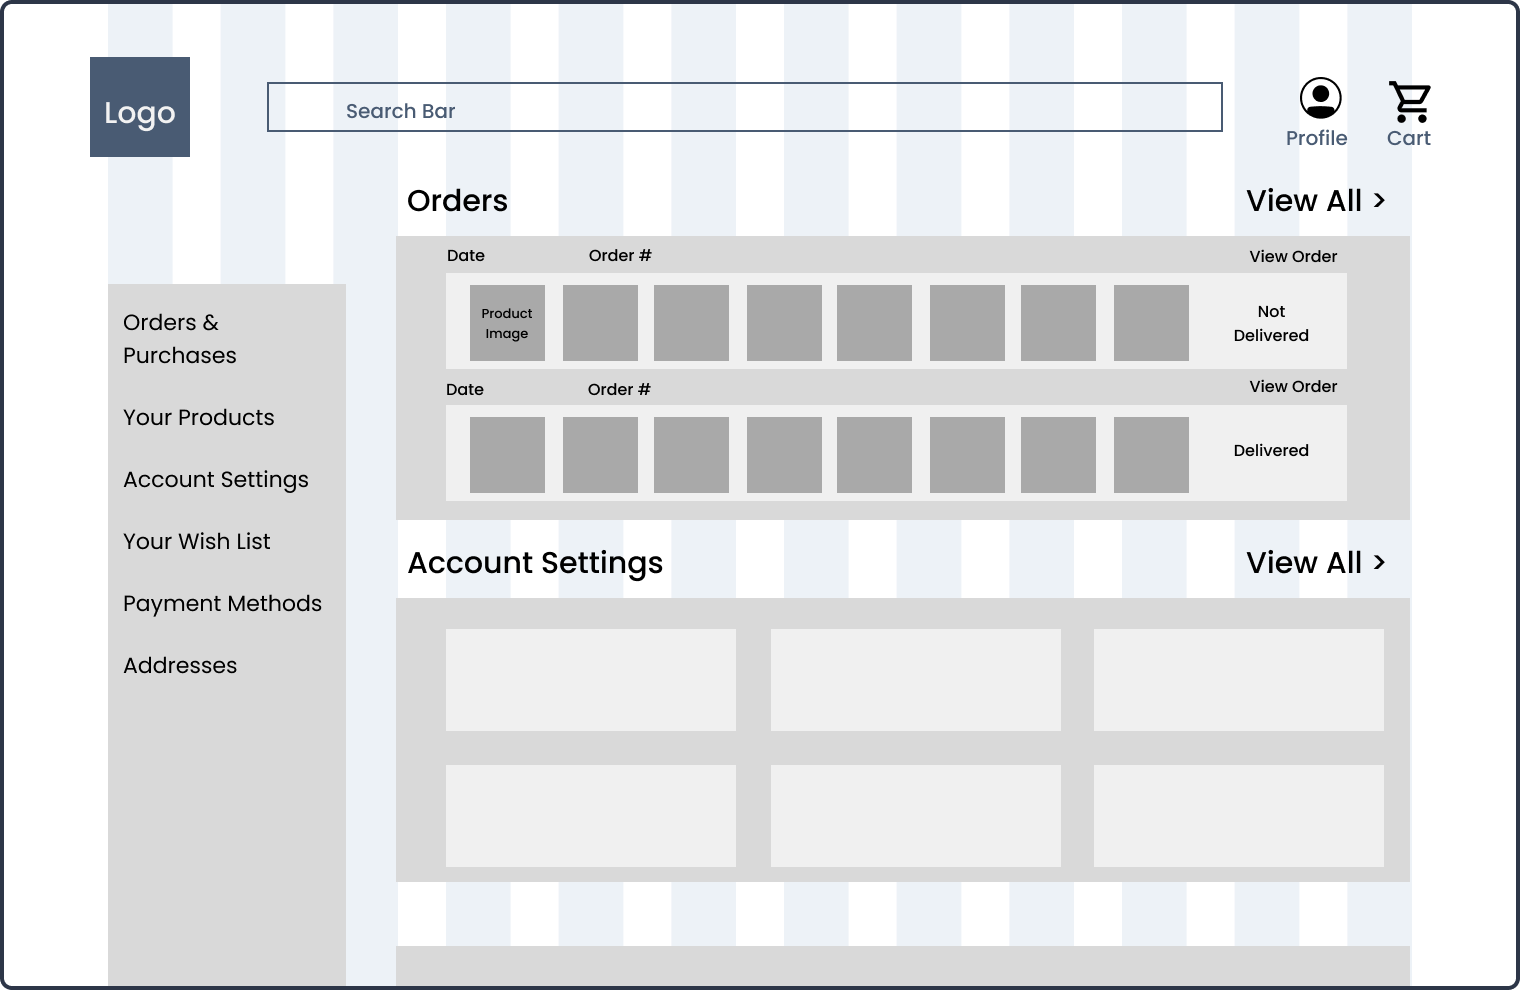 Logo
Search Bar
Profile
Cart
Orders
View All >
Date
Order #
View Order
Product
Image
Not
Delivered
Date
Order #
View Order
Delivered
Orders &
Purchases
Your Products
Account Settings
Your Wish List
Payment Methods
Addresses
Account Settings
View All >